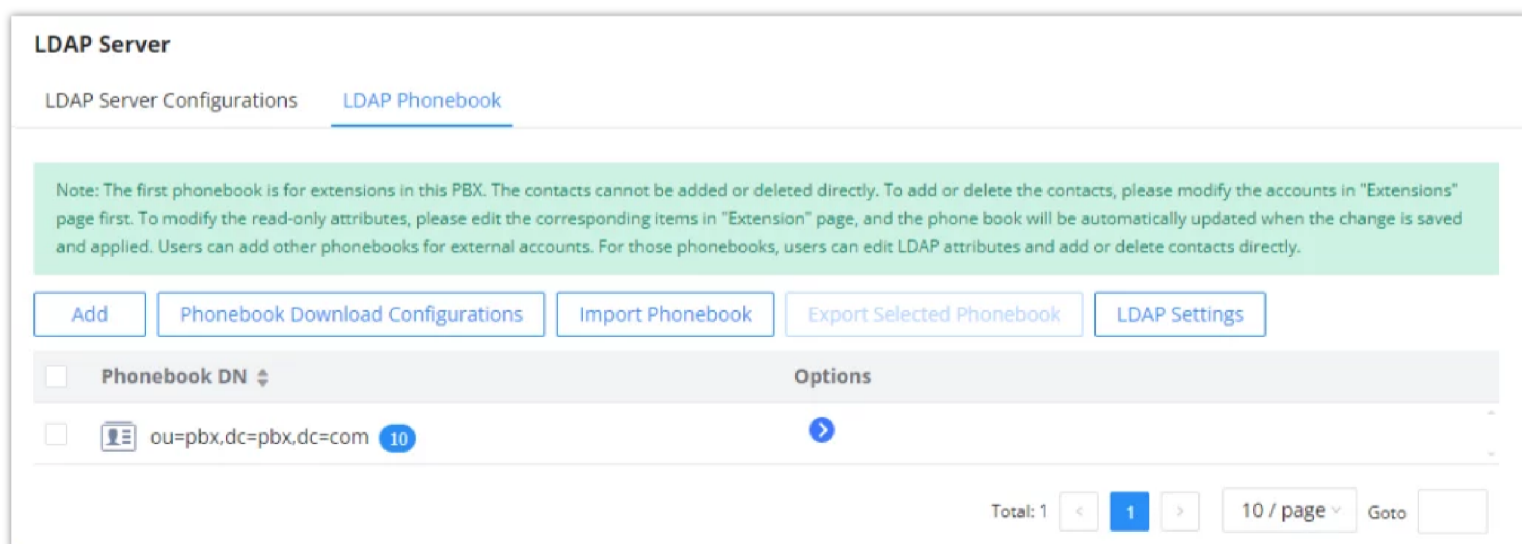 LDAP Server
LDAP Server Configurations LDAP Phonebook
Note: The first phonebook is for extensions in this PBX. The contacts cannot be added or deleted directly. To add or delete the contacts, please modify the accounts in "Extensions"
page first. To modify the read-only attributes, please edit the corresponding items in "Extension" page, and the phone book will be automatically updated when the change is saved
and applied. Users can add other phonebooks for external accounts. For those phonebooks, users can edit LDAP attributes and add or delete contacts directly.
Add Phonebook Download Configurations Import Phonebook Export Selected Phonebook LDAP Settings
Phonebook DN Options
ou=pbx,dc=pbx,dc=com 10
Total: 1 < 1 > 10 / page Goto